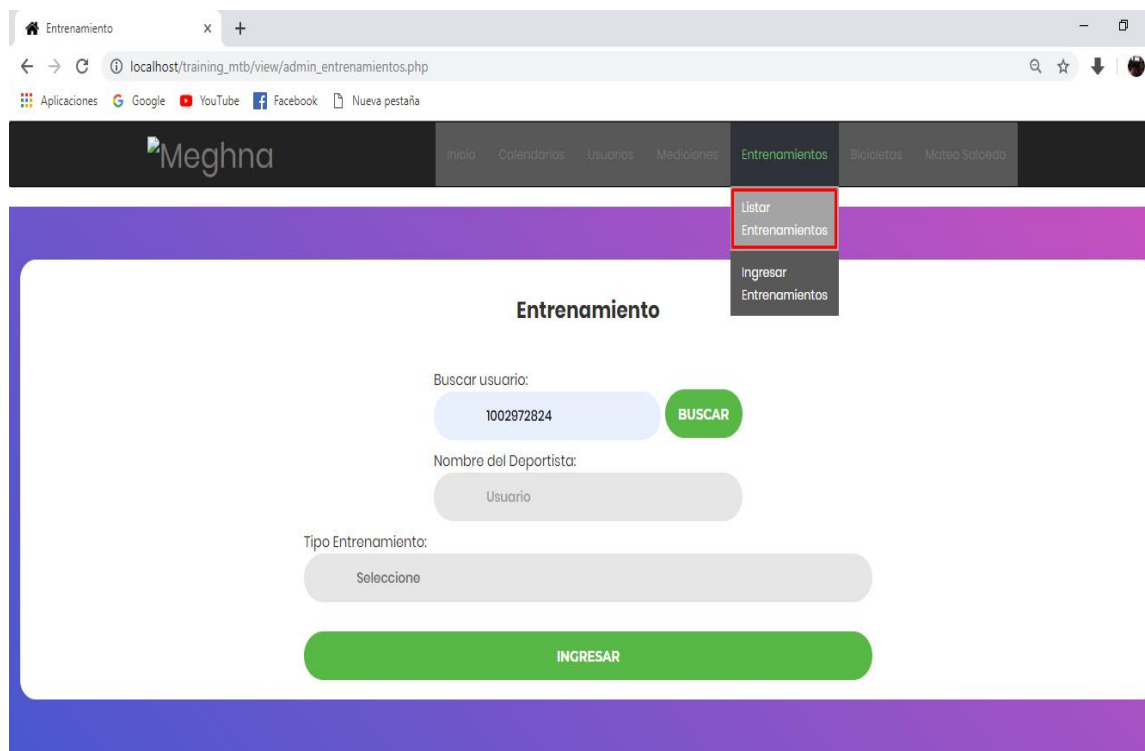 Entrenamiento
localhost/training_mtb/view/admin_entrenamientos.php
Aplicaciones Google YouTube Facebook Nueva pestaña
Meghna Inicio Calendarios Usuarios Mediciones Entrenamientos Bicicletas Mateo Salcedo
Listar
Entrenamientos
Ingresar
Entrenamientos
Entrenamiento
Buscar usuario:
1002972824 BUSCAR
Nombre del Deportista:
Usuario
Tipo Entrenamiento:
Seleccione
INGRESAR